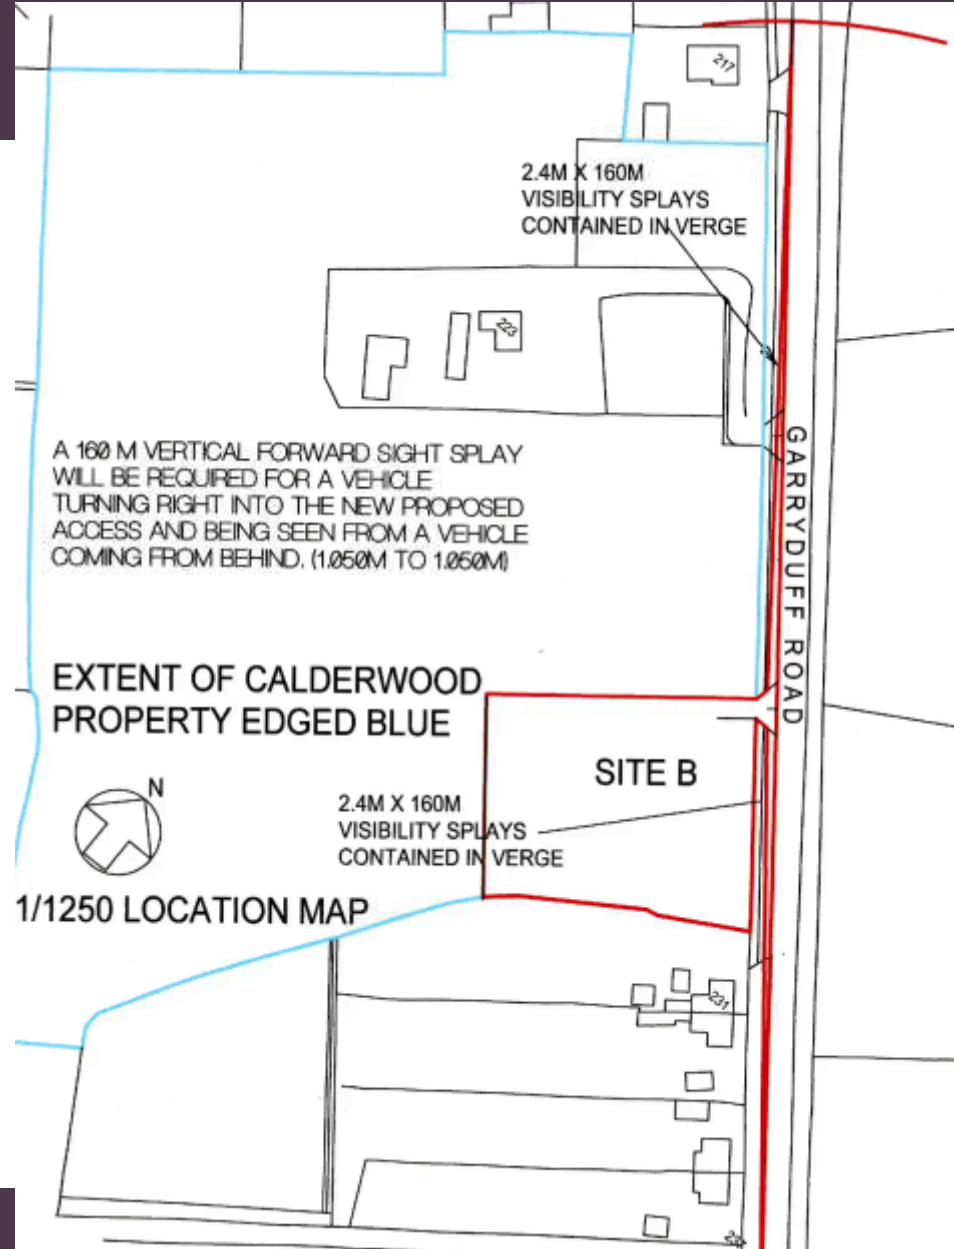 217
2.4M X 160M
VISIBILITY SPLAYS
CONTAINED IN VERGE
223
A 160 M VERTICAL FORWARD SIGHT SPLAY
WILL BE REQUIRED FOR A VEHICLE
TURNING RIGHT INTO THE NEW PROPOSED
ACCESS AND BEING SEEN FROM A VEHICLE
COMING FROM BEHIND. (1.050M TO 1.050M)
GARRYDUFF ROAD
EXTENT OF CALDERWOOD
PROPERTY EDGED BLUE
SITE B
N
2.4M X 160M
VISIBILITY SPLAYS
CONTAINED IN VERGE
1/1250 LOCATION MAP
231